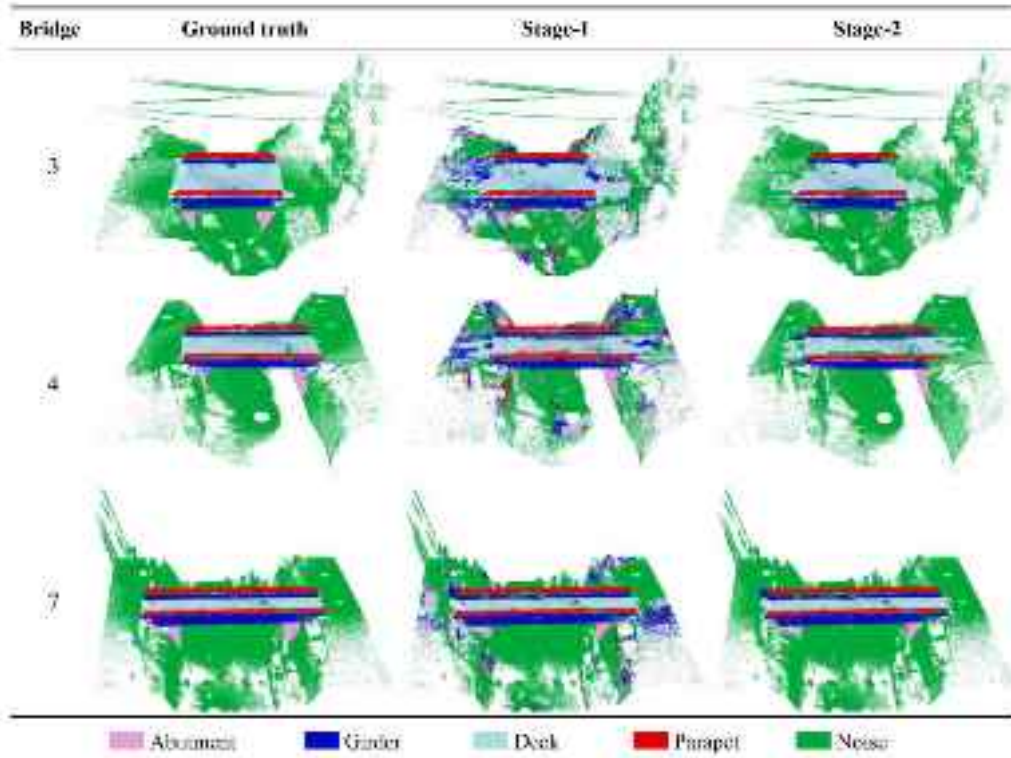 Bridge Ground truth Stage-1 Stage-2
3
4
7
Abutment Girder Deck Parapet Noise